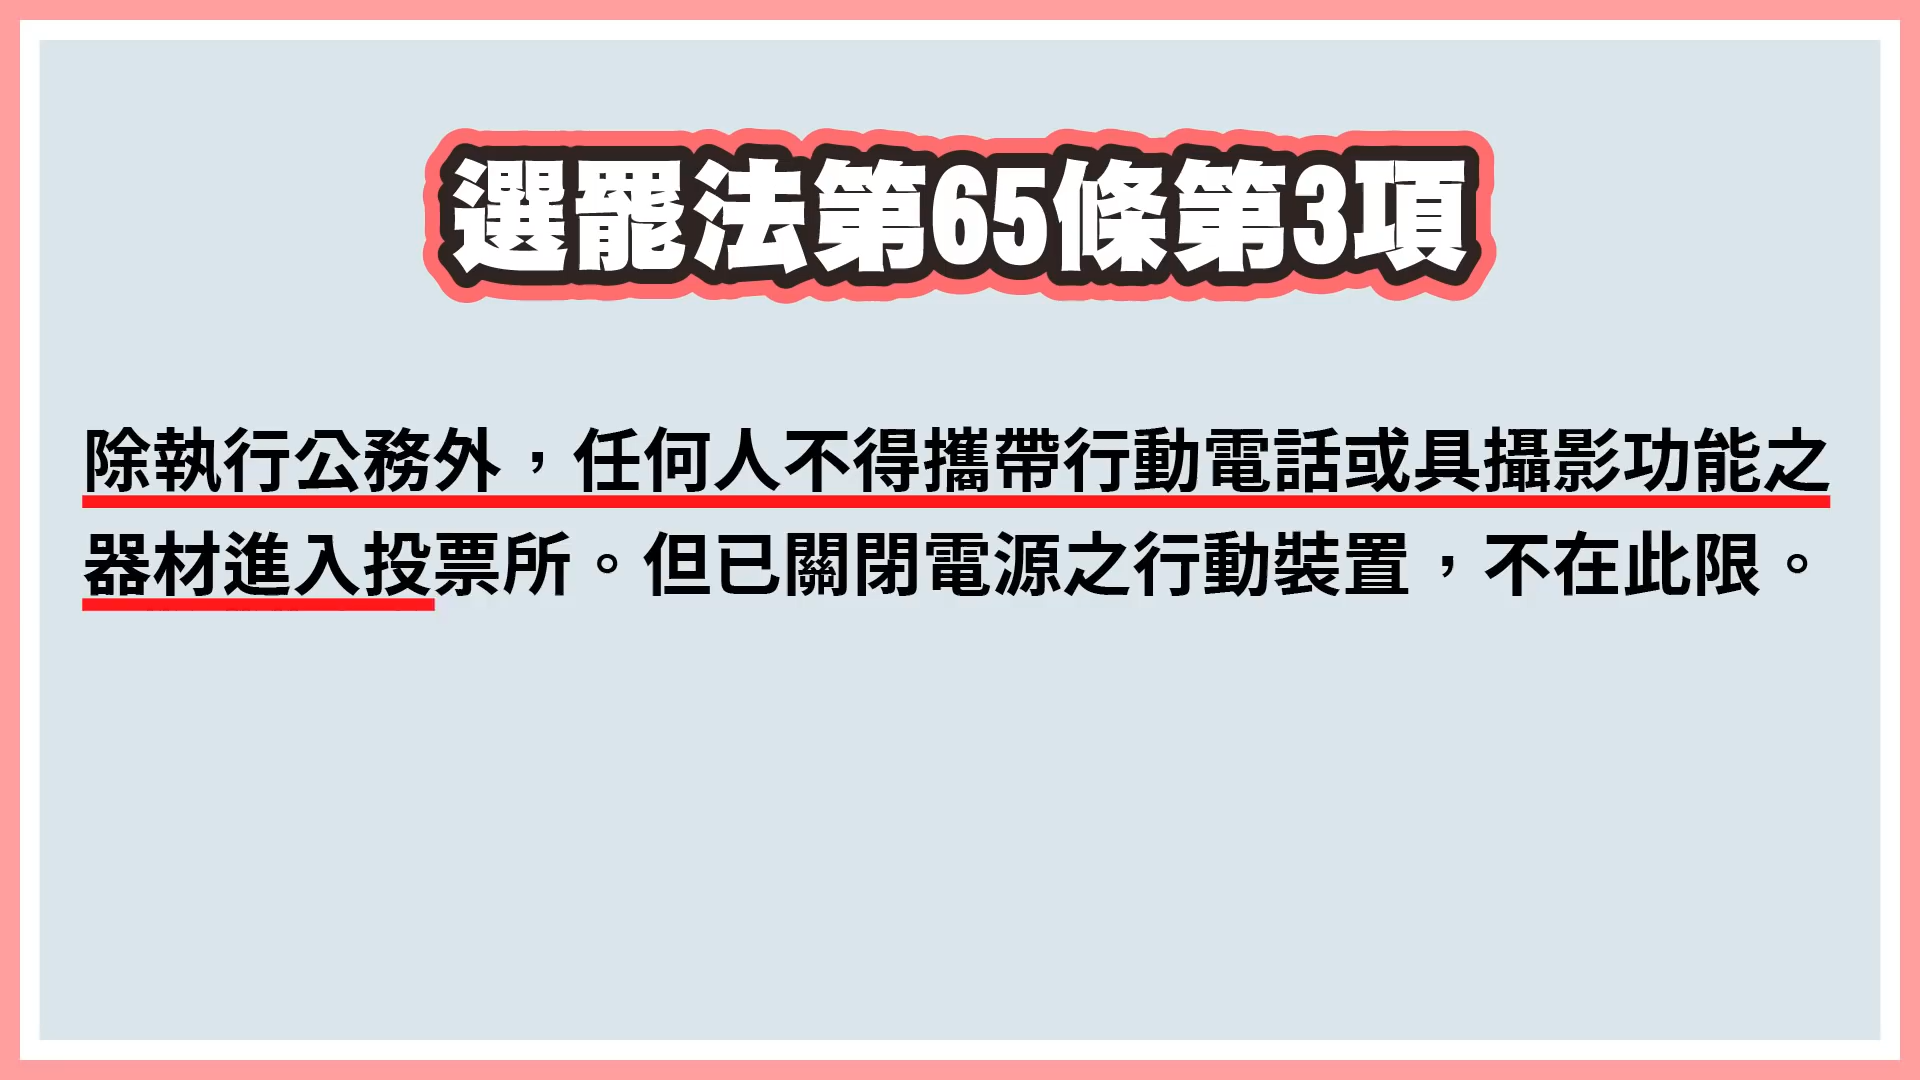 選罷法第65條第3項
除執行公務外，任何人不得攜帶行動電話或具攝影功能之
器材進入投票所。但已關閉電源之行動裝置，不在此限。